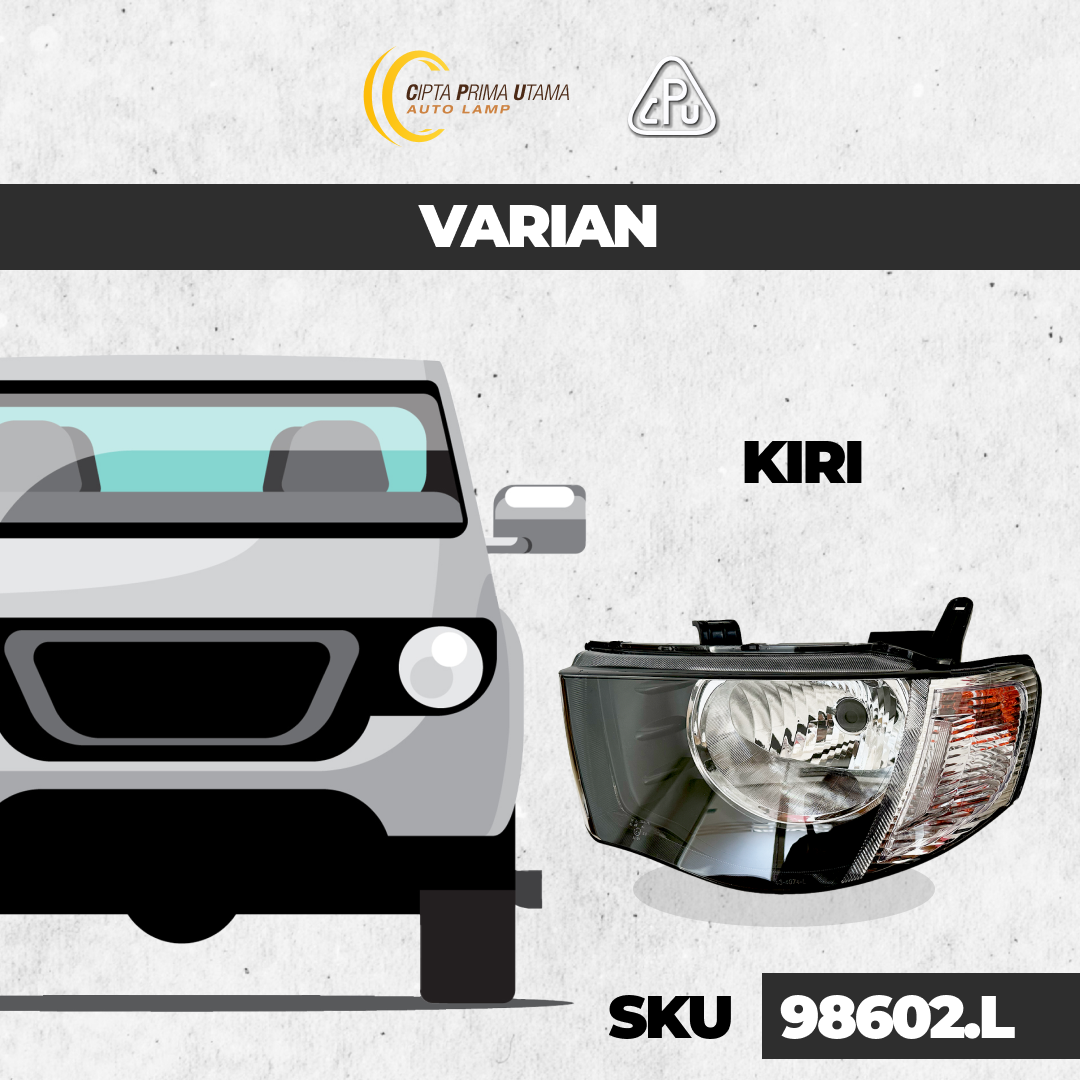 CIPTA PRIMA UTAMA
AUTO LAMP
CPU
VARIAN
KIRI
SKU 98602.L